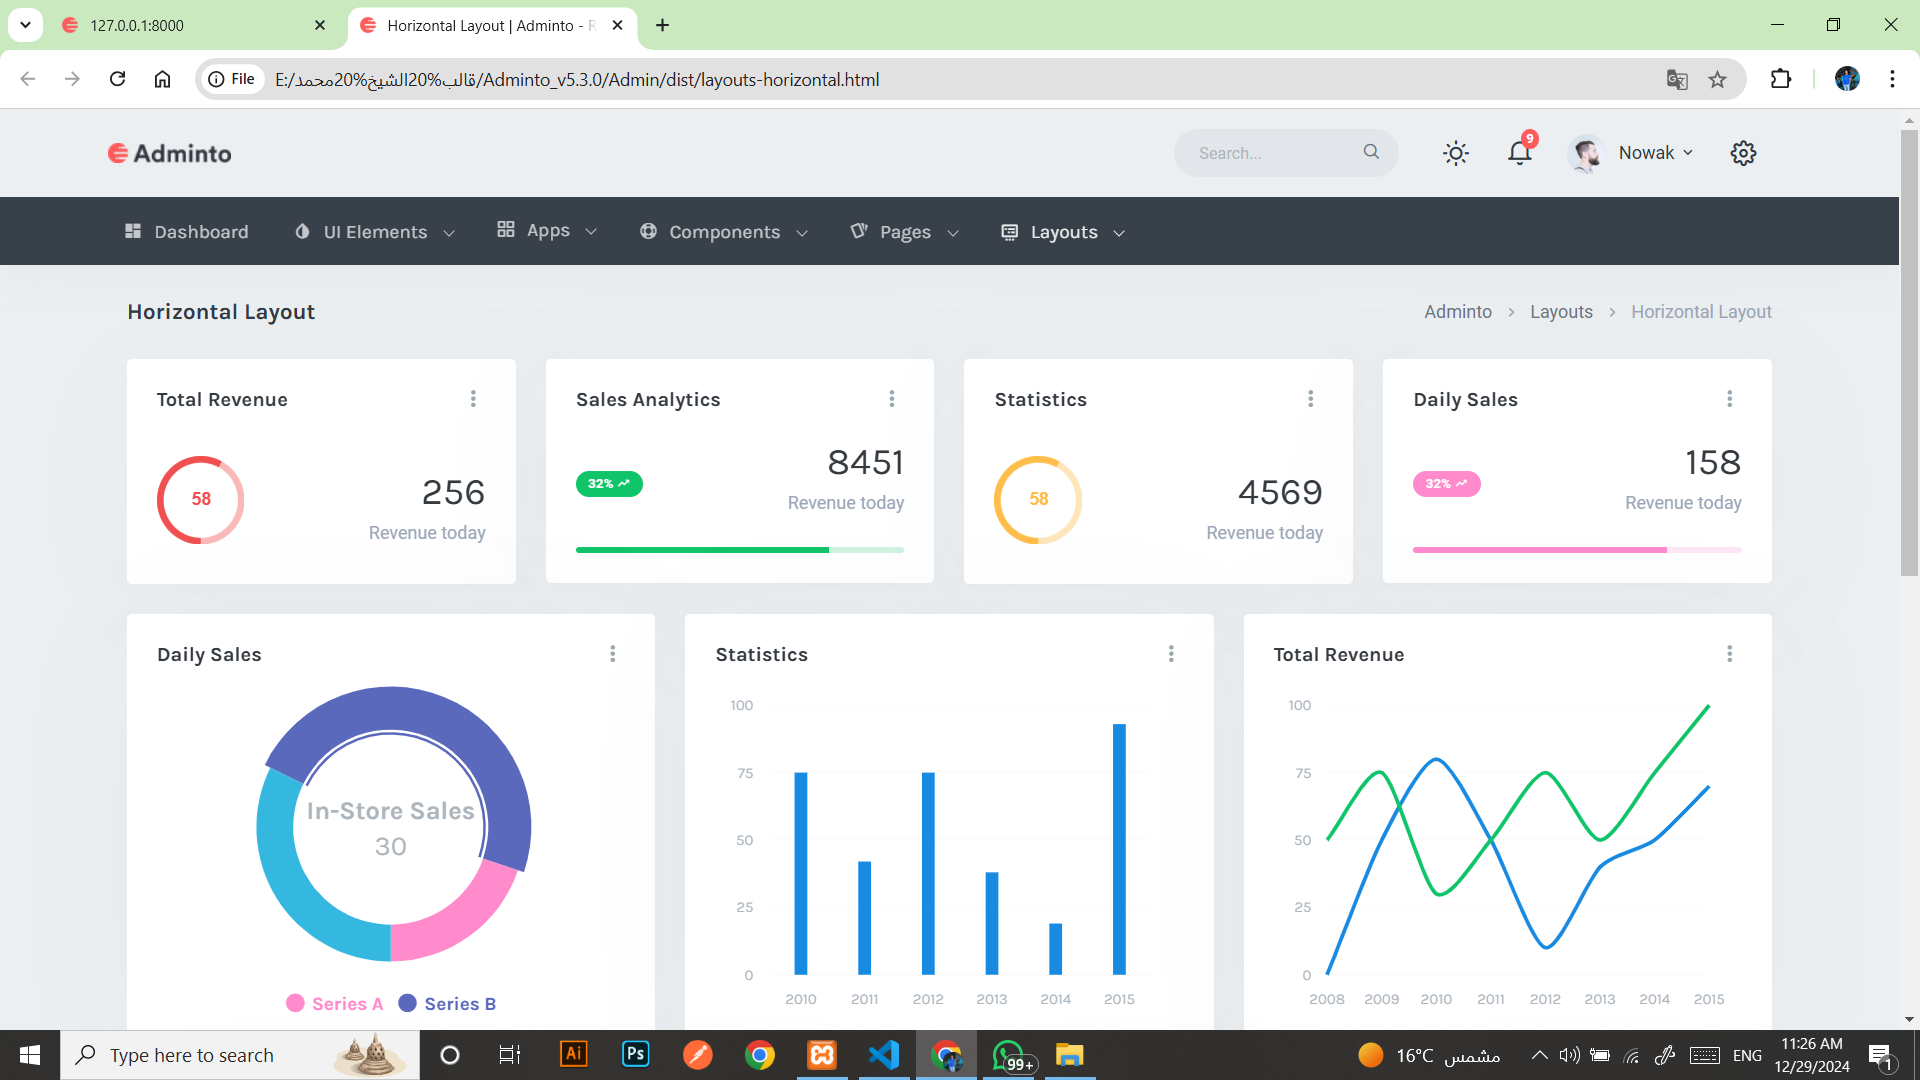 127.0.0.1:8000
Horizontal Layout | Adminto - R
File
E:/قالب%20الشيخ%20محمد/Adminto_v5.3.0/Admin/dist/layouts-horizontal.html
Adminto
Search...
9
Nowak
Dashboard
UI Elements
Apps
Components
Pages
Layouts
Horizontal Layout
Adminto > Layouts > Horizontal Layout
Total Revenue
58
256
Revenue today
Sales Analytics
32%
8451
Revenue today
Statistics
58
4569
Revenue today
Daily Sales
32%
158
Revenue today
Daily Sales
In-Store Sales
30
Series A
Series B
Statistics
100
75
50
25
0
2010 2011 2012 2013 2014 2015
Total Revenue
100
75
50
25
0
2008 2009 2010 2011 2012 2013 2014 2015
Type here to search
Ai
Ps
99+
16°C مشمس
ENG
11:26 AM
12/29/2024
1